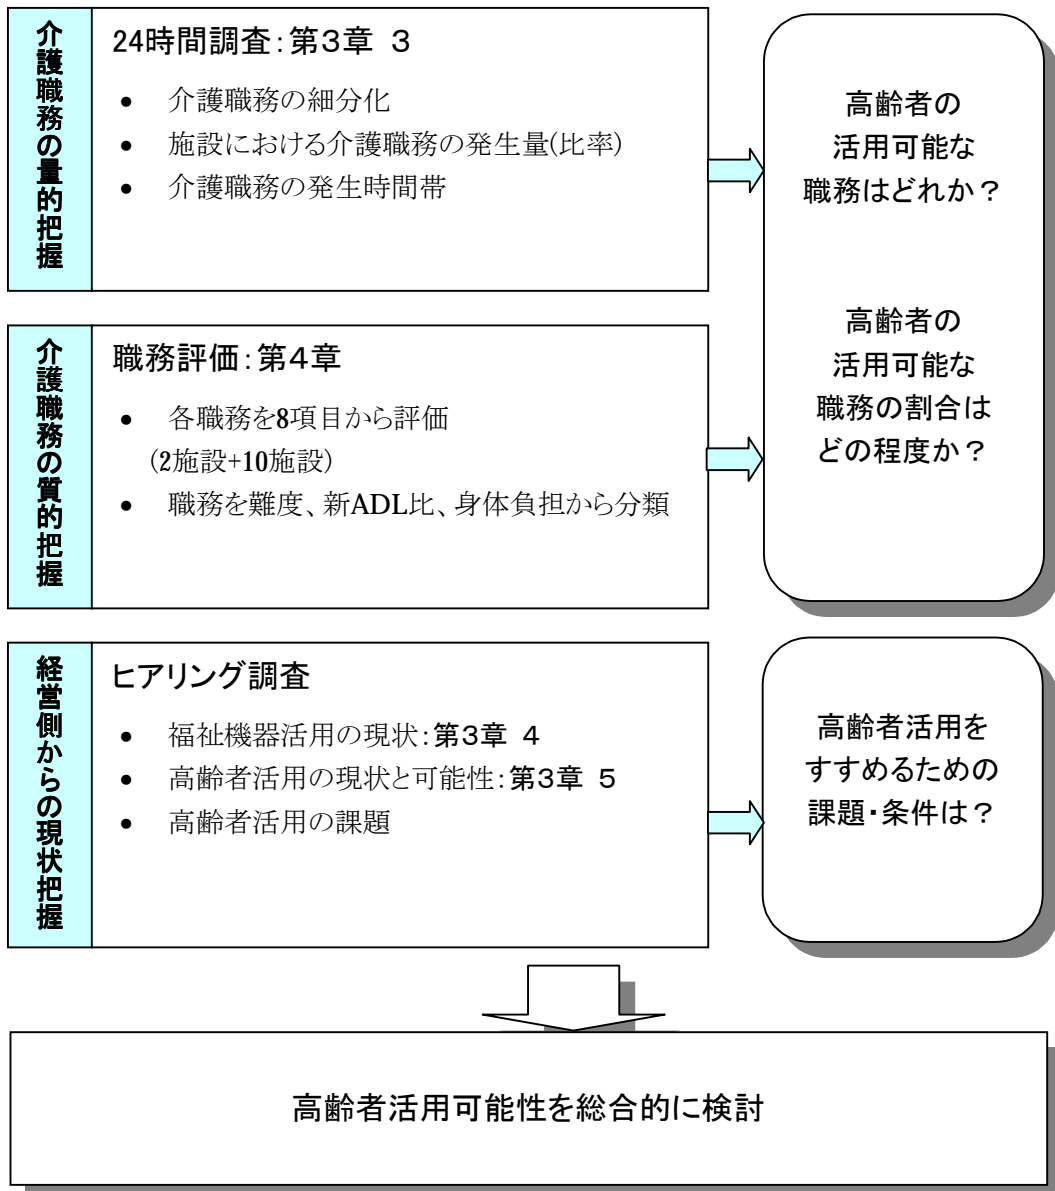 介護職務の量的把握
24時間調査：第3章 3
• 介護職務の細分化
• 施設における介護職務の発生量(比率)
• 介護職務の発生時間帯
高齢者の
活用可能な
職務はどれか？
高齢者の
活用可能な
職務の割合は
どの程度か？
介護職務の質的把握
職務評価：第4章
• 各職務を8項目から評価
(2施設+10施設)
• 職務を難度、新ADL比、身体負担から分類
経営側からの現状把握
ヒアリング調査
• 福祉機器活用の現状：第3章 4
• 高齢者活用の現状と可能性：第3章 5
• 高齢者活用の課題
高齢者活用を
すすめるための
課題・条件は？
高齢者活用可能性を総合的に検討